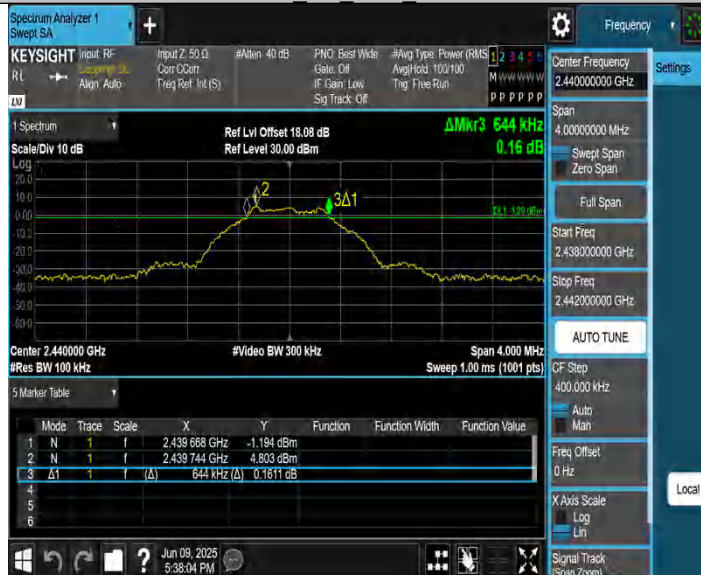 Spectrum Analyzer 1
Swept SA
+
Frequency
KEYSIGHT Input: RF
RL
Align: Auto
LXI
Input Z: 50 Ω
Corr CCorr
Freq Ref: Int (S)
#Atten: 40 dB
PNO: Best Wide
Gate: Off
IF Gain: Low
Sig Track: Off
#Avg Type: Power (RMS
Avg|Hold: 100/100
Trig: Free Run
1 2 3 4 5 6
M W W W W W
P P P P P P
1 Spectrum
Scale/Div 10 dB
Ref Lvl Offset 18.08 dB
Ref Level 30.00 dBm
ΔMkr3 644 kHz
0.16 dB
Log
20.0
10.0
0.00
-10.0
-20.0
-30.0
-40.0
-50.0
-60.0
2
3Δ1
DL1 -1.20 dBm
Center 2.440000 GHz
#Res BW 100 kHz
#Video BW 300 kHz
Span 4.000 MHz
Sweep 1.00 ms (1001 pts)
5 Marker Table
Mode Trace Scale X Y Function Function Width Function Value
1 N 1 f 2.439 668 GHz -1.194 dBm
2 N 1 f 2.439 744 GHz 4.803 dBm
3 Δ1 1 f (Δ) 644 kHz (Δ) 0.1611 dB
4
5
6
?
Jun 09, 2025
5:38:04 PM
Center Frequency
2.440000000 GHz
Span
4.00000000 MHz
Swept Span
Zero Span
Full Span
Start Freq
2.438000000 GHz
Stop Freq
2.442000000 GHz
AUTO TUNE
CF Step
400.000 kHz
Auto
Man
Freq Offset
0 Hz
X Axis Scale
Log
Lin
Signal Track
(Span Zoom)
Settings
Local